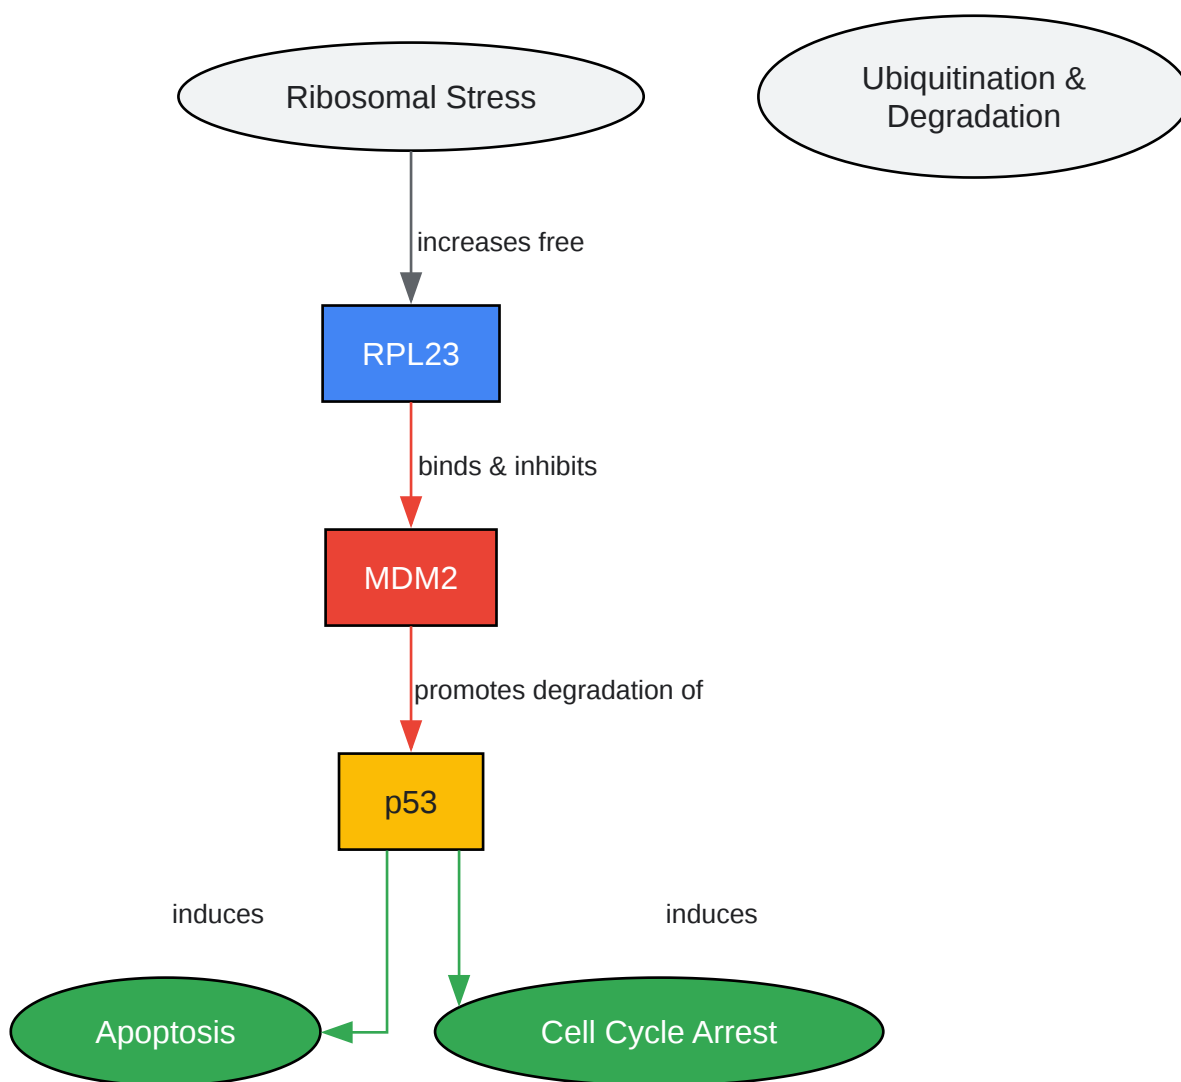 Ribosomal Stress
Ubiquitination &
Degradation
increases free
RPL23
binds & inhibits
MDM2
promotes degradation of
p53
induces
induces
Apoptosis
Cell Cycle Arrest